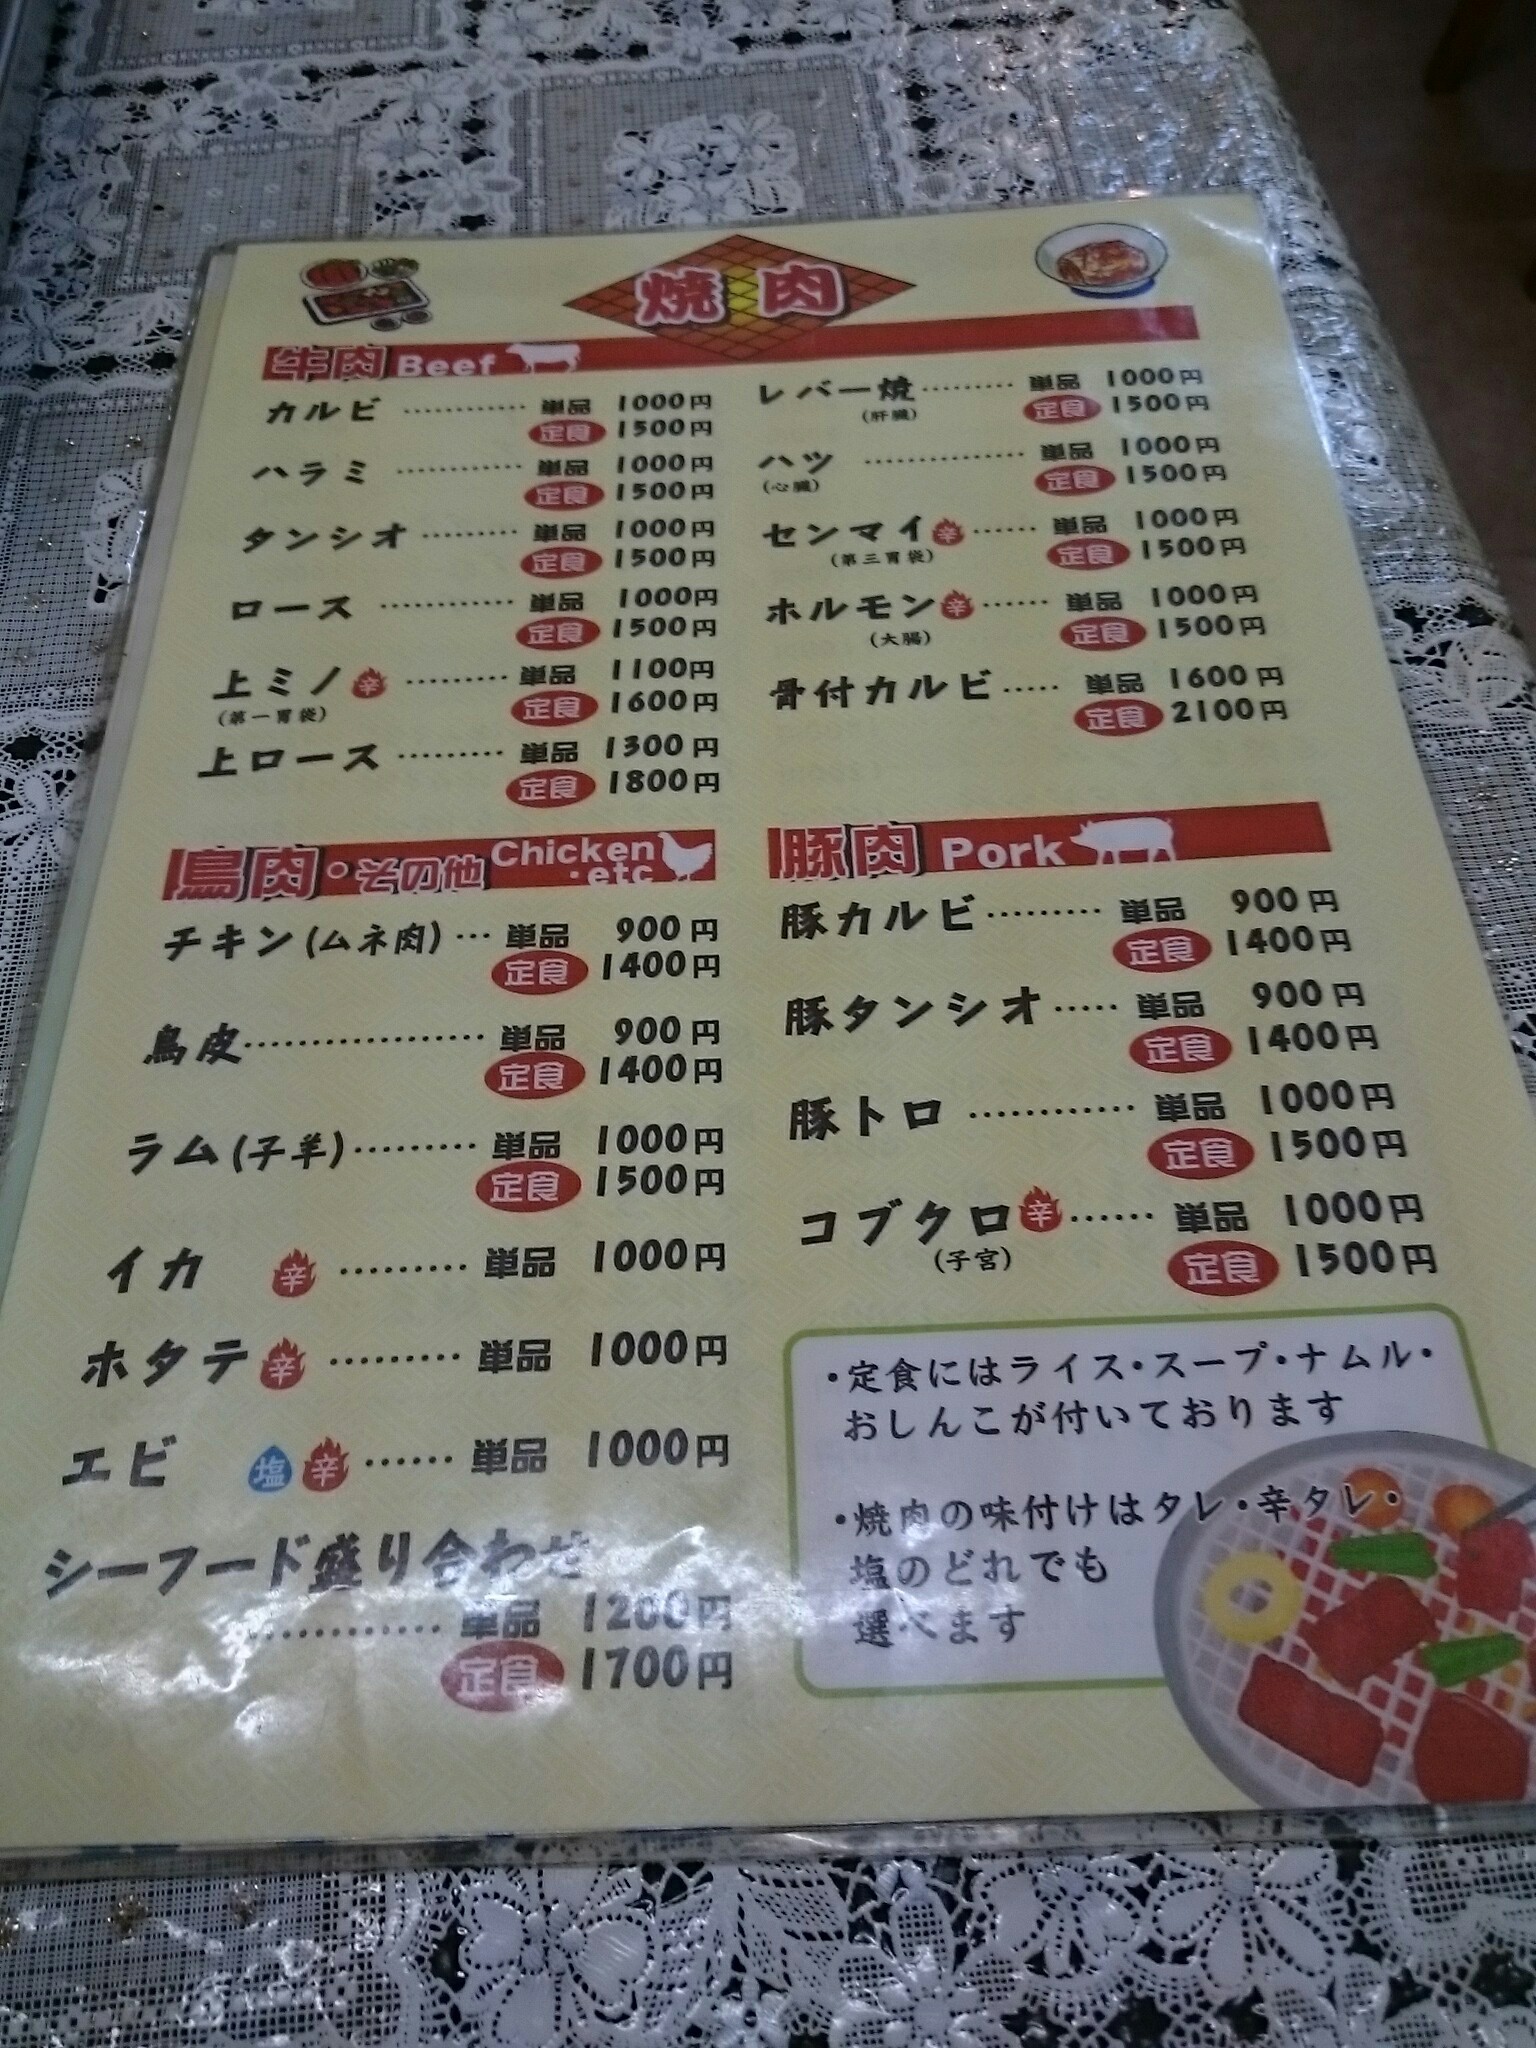 焼肉
牛肉 Beef
カルビ ………… 単品 1000円
定食 1500円
ハラミ ………… 単品 1000円
定食 1500円
タンシオ ……… 単品 1000円
定食 1500円
ロース ………… 単品 1000円
定食 1500円
上ミノ 辛 ……… 単品 1100円
(第一胃袋) 定食 1600円
上ロース ……… 単品 1300円
定食 1800円
レバー焼 ……… 単品 1000円
(肝臓) 定食 1500円
ハツ …………… 単品 1000円
(心臓) 定食 1500円
センマイ 辛 …… 単品 1000円
(第三胃袋) 定食 1500円
ホルモン 辛 …… 単品 1000円
(大腸) 定食 1500円
骨付カルビ …… 単品 1600円
定食 2100円
鳥肉・その他 Chicken
・etc
チキン(ムネ肉) … 単品 900円
定食 1400円
鳥皮 …………… 単品 900円
定食 1400円
ラム(子羊) ……… 単品 1000円
定食 1500円
イカ 辛 ……… 単品 1000円
ホタテ 辛 ……… 単品 1000円
エビ 塩 辛 …… 単品 1000円
シーフード盛り合わせ
………… 単品 1200円
定食 1700円
豚肉 Pork
豚カルビ ……… 単品 900円
定食 1400円
豚タンシオ …… 単品 900円
定食 1400円
豚トロ ………… 単品 1000円
定食 1500円
コブクロ 辛 …… 単品 1000円
(子宮) 定食 1500円
・定食にはライス・スープ・ナムル・
おしんこが付いております
・焼肉の味付けはタレ・辛タレ・
塩のどれでも
選べます